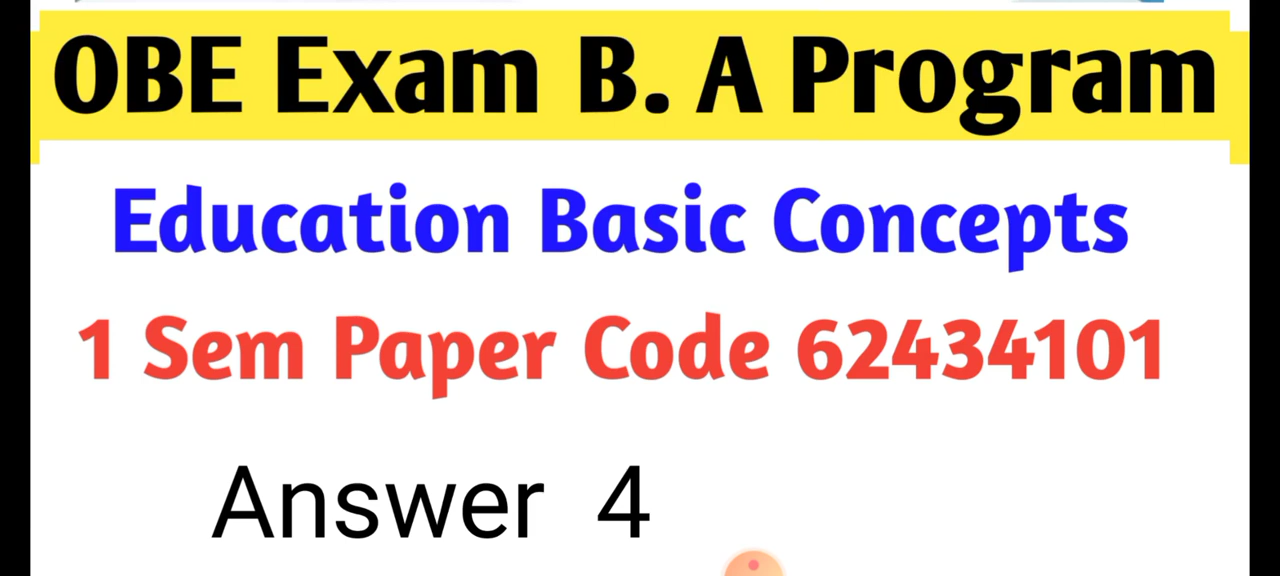 OBE Exam B. A Program
Education Basic Concepts
1 Sem Paper Code 62434101
Answer 4